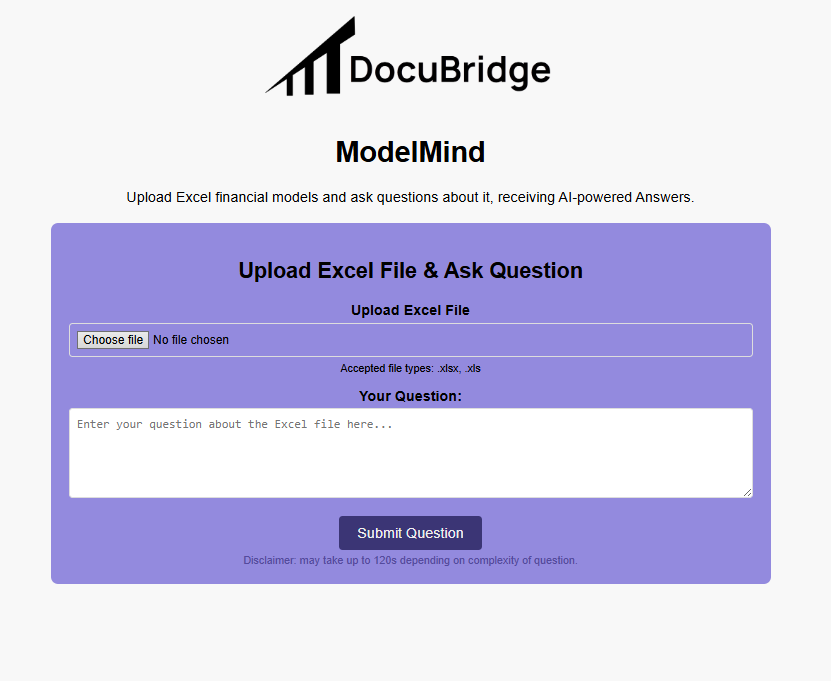 DocuBridge
ModelMind
Upload Excel financial models and ask questions about it, receiving AI-powered Answers.
Upload Excel File & Ask Question
Upload Excel File
Choose file No file chosen
Accepted file types: .xlsx, .xls
Your Question:
Enter your question about the Excel file here...
Submit Question
Disclaimer: may take up to 120s depending on complexity of question.